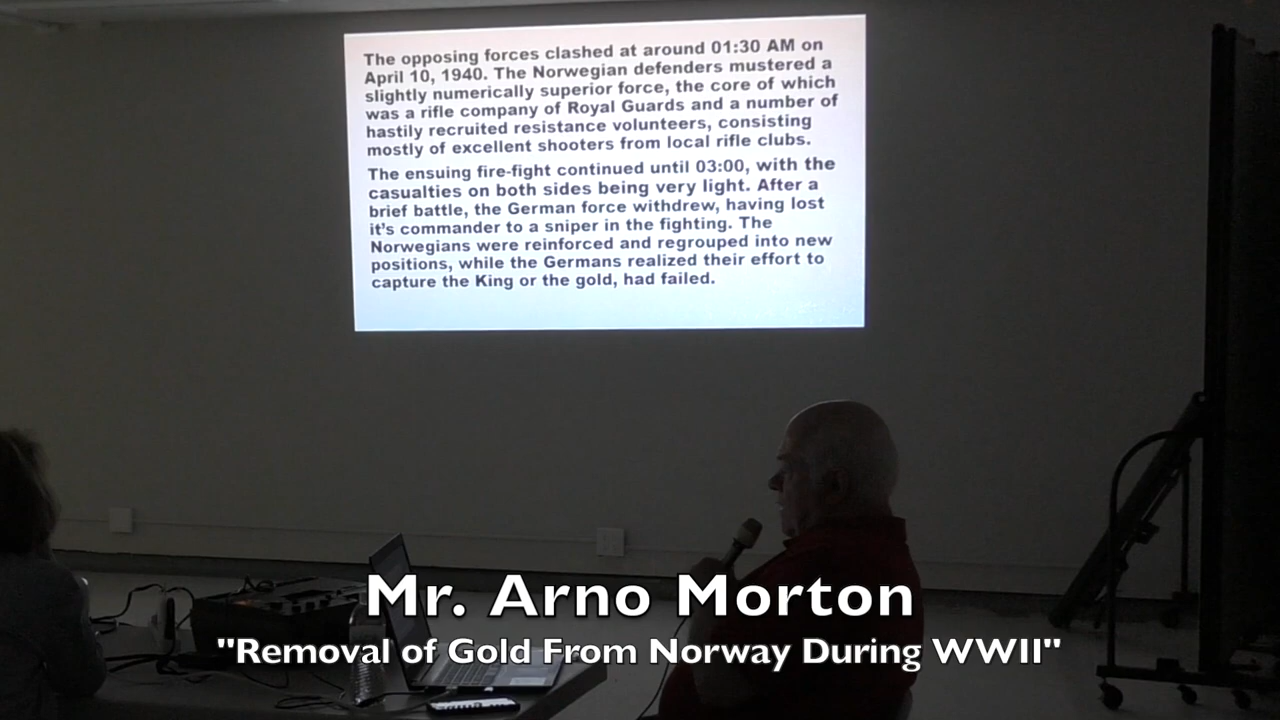 The opposing forces clashed at around 01:30 AM on
April 10, 1940. The Norwegian defenders mustered a
slightly numerically superior force, the core of which
was a rifle company of Royal Guards and a number of
hastily recruited resistance volunteers, consisting
mostly of excellent shooters from local rifle clubs.
The ensuing fire-fight continued until 03:00, with the
casualties on both sides being very light. After a
brief battle, the German force withdrew, having lost
it's commander to a sniper in the fighting. The
Norwegians were reinforced and regrouped into new
positions, while the Germans realized their effort to
capture the King or the gold, had failed.
Mr. Arno Morton
"Removal of Gold From Norway During WWII"